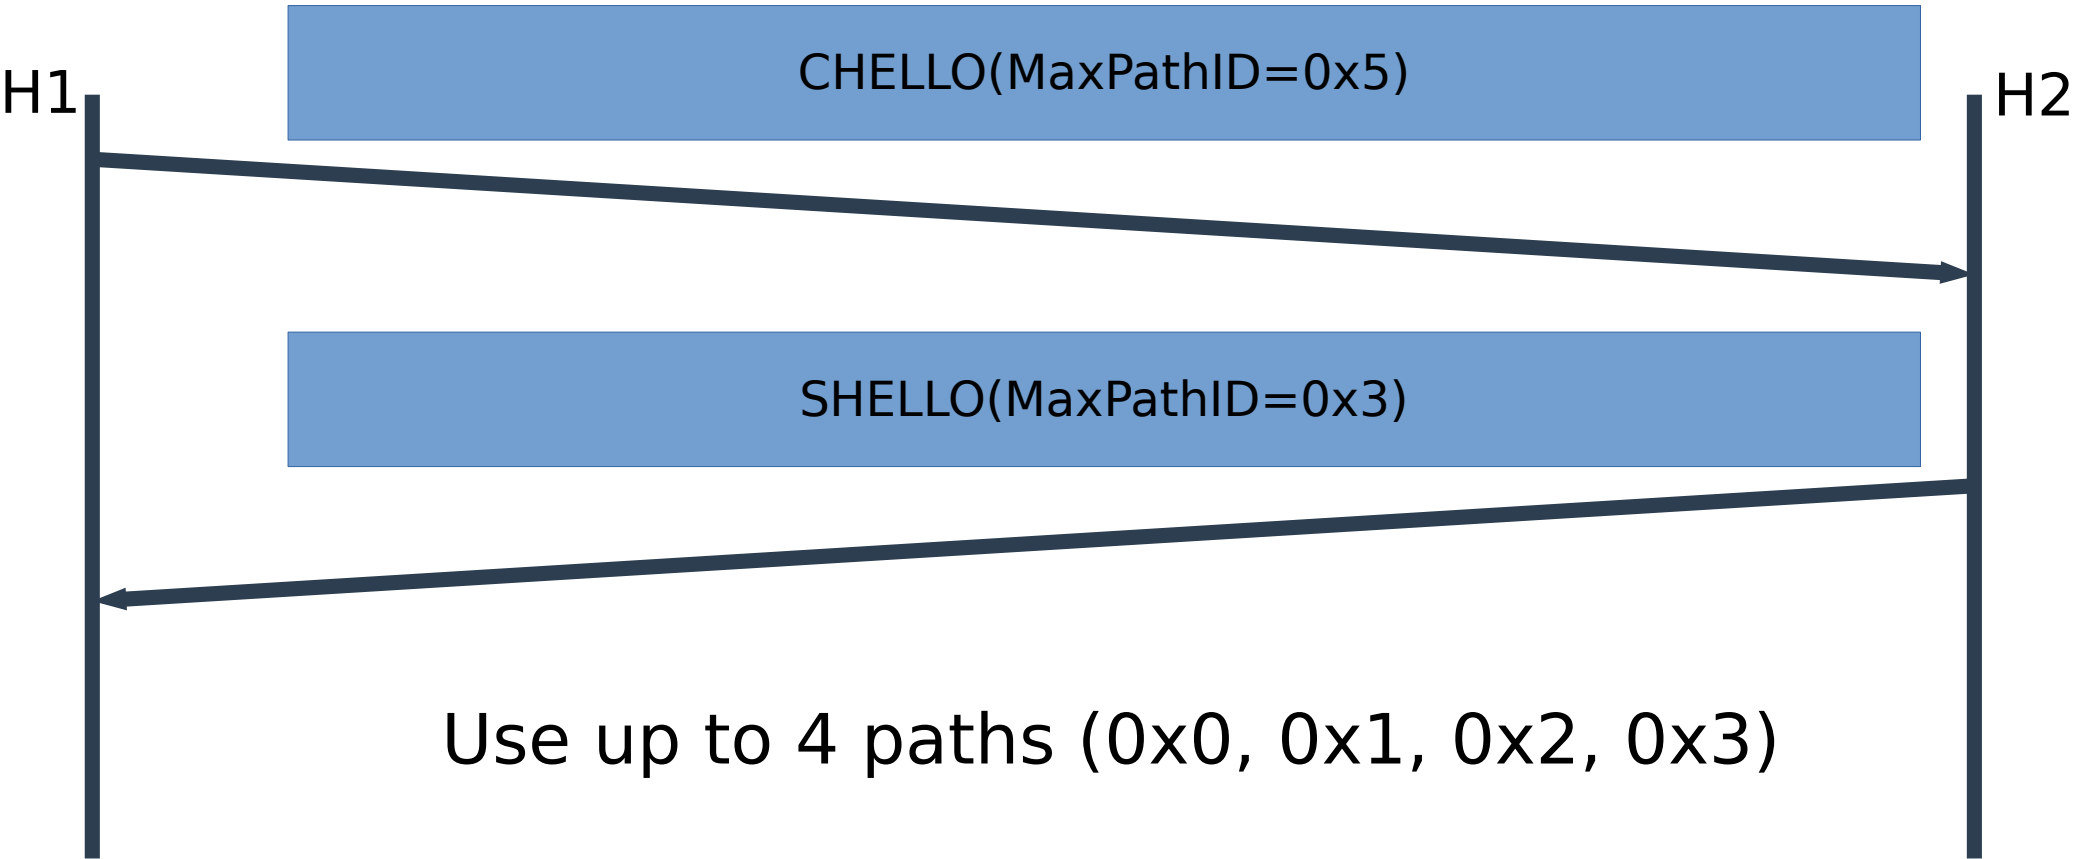 CHELLO(MaxPathID=0x5)
H1
H2
SHELLO(MaxPathID=0x3)
Use up to 4 paths (0x0, 0x1, 0x2, 0x3)